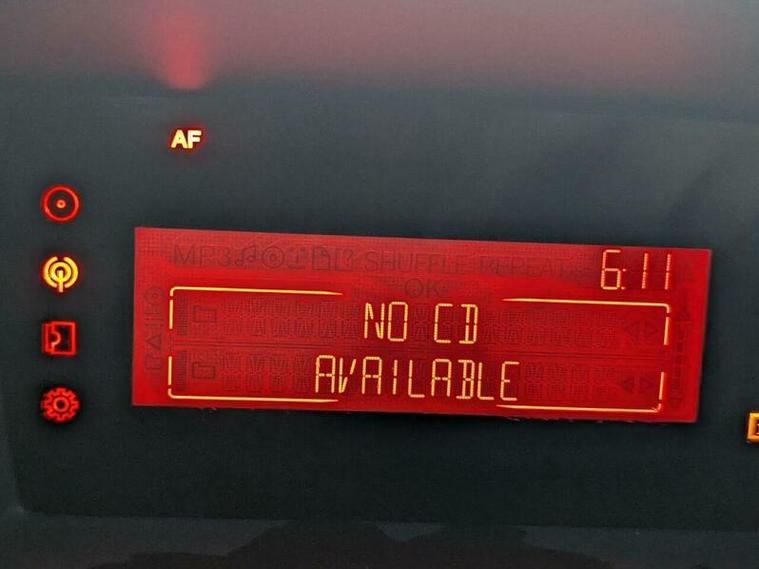 AF
MP3 SHUFFLE REPEAT
6:11
OK
NO CD
AVAILABLE